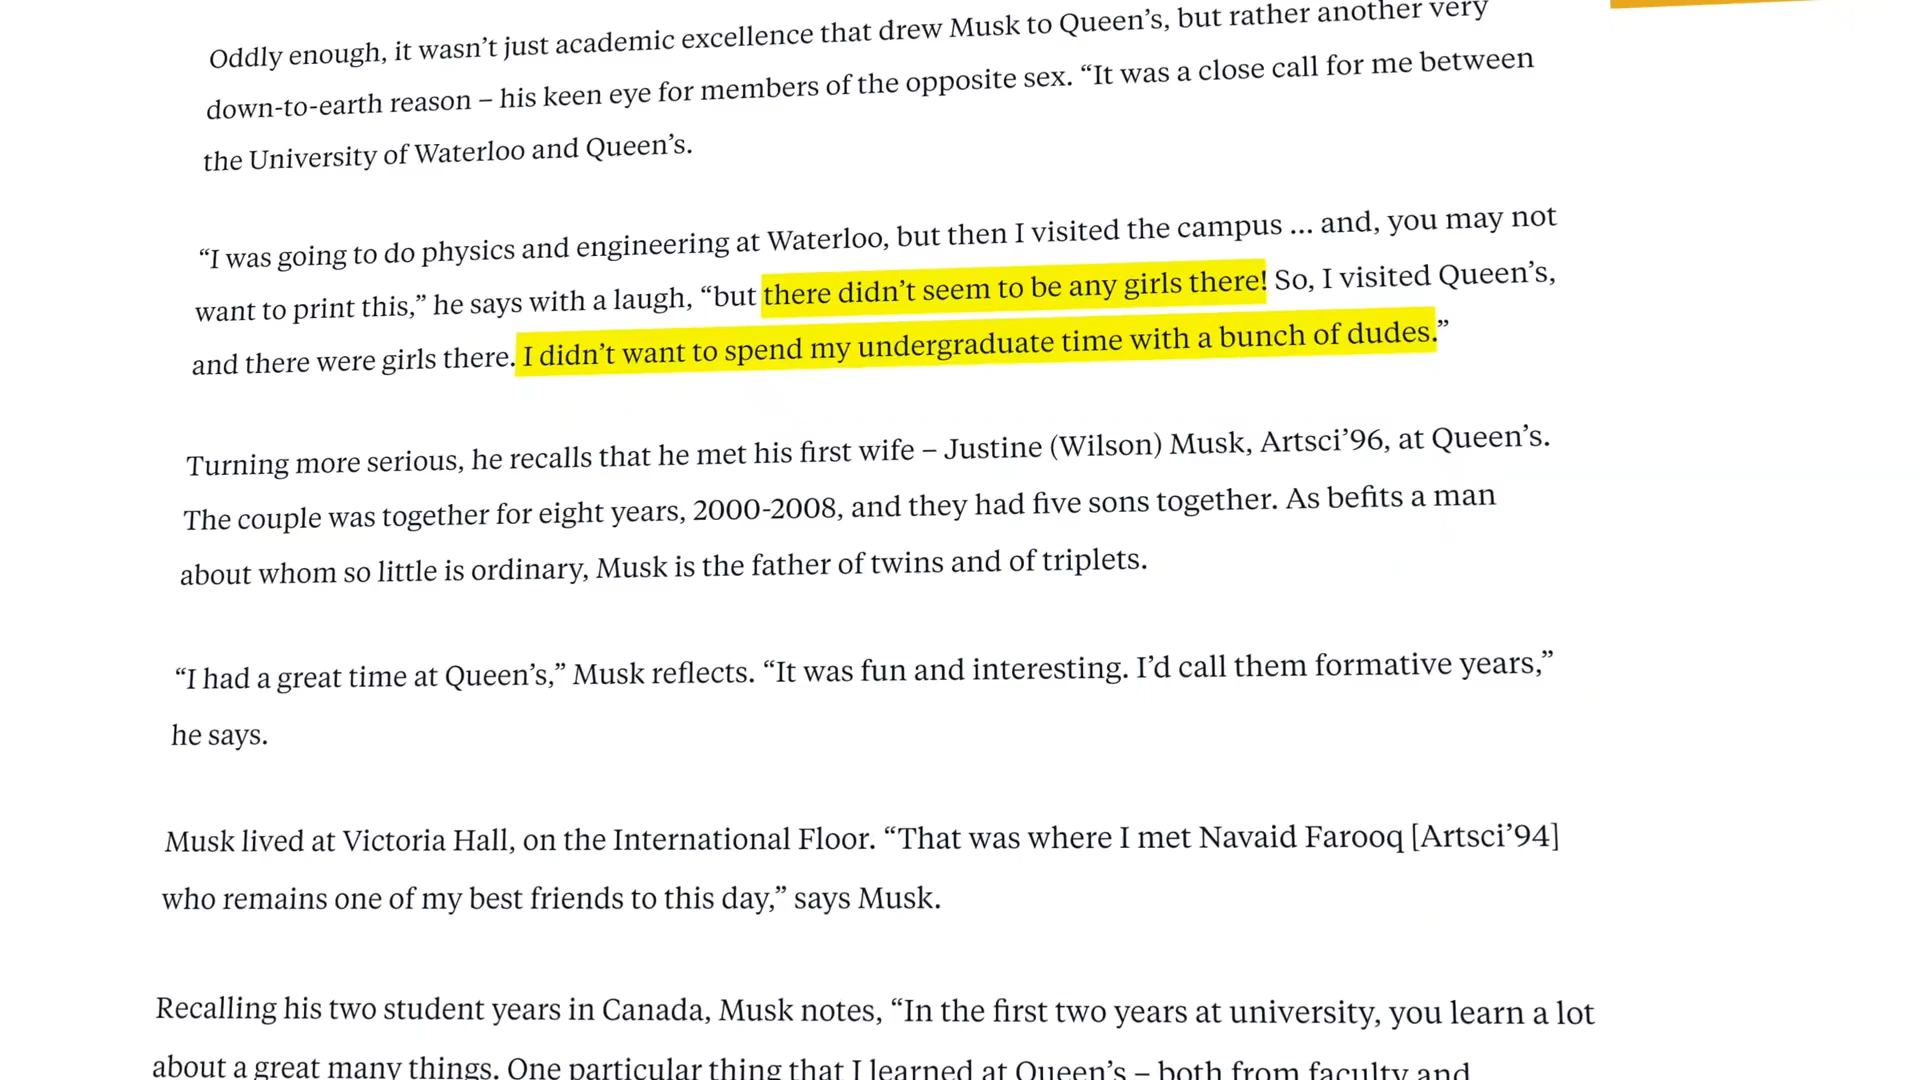 Oddly enough, it wasn’t just academic excellence that drew Musk to Queen’s, but rather another very
down-to-earth reason – his keen eye for members of the opposite sex. “It was a close call for me between
the University of Waterloo and Queen’s.
“I was going to do physics and engineering at Waterloo, but then I visited the campus ... and, you may not
want to print this,” he says with a laugh, “but there didn’t seem to be any girls there! So, I visited Queen’s,
and there were girls there. I didn’t want to spend my undergraduate time with a bunch of dudes.”
Turning more serious, he recalls that he met his first wife – Justine (Wilson) Musk, Artsci’96, at Queen’s.
The couple was together for eight years, 2000-2008, and they had five sons together. As befits a man
about whom so little is ordinary, Musk is the father of twins and of triplets.
“I had a great time at Queen’s,” Musk reflects. “It was fun and interesting. I’d call them formative years,”
he says.
Musk lived at Victoria Hall, on the International Floor. “That was where I met Navaid Farooq [Artsci’94]
who remains one of my best friends to this day,” says Musk.
Recalling his two student years in Canada, Musk notes, “In the first two years at university, you learn a lot
about a great many things. One particular thing that I learned at Queen’s – both from faculty and